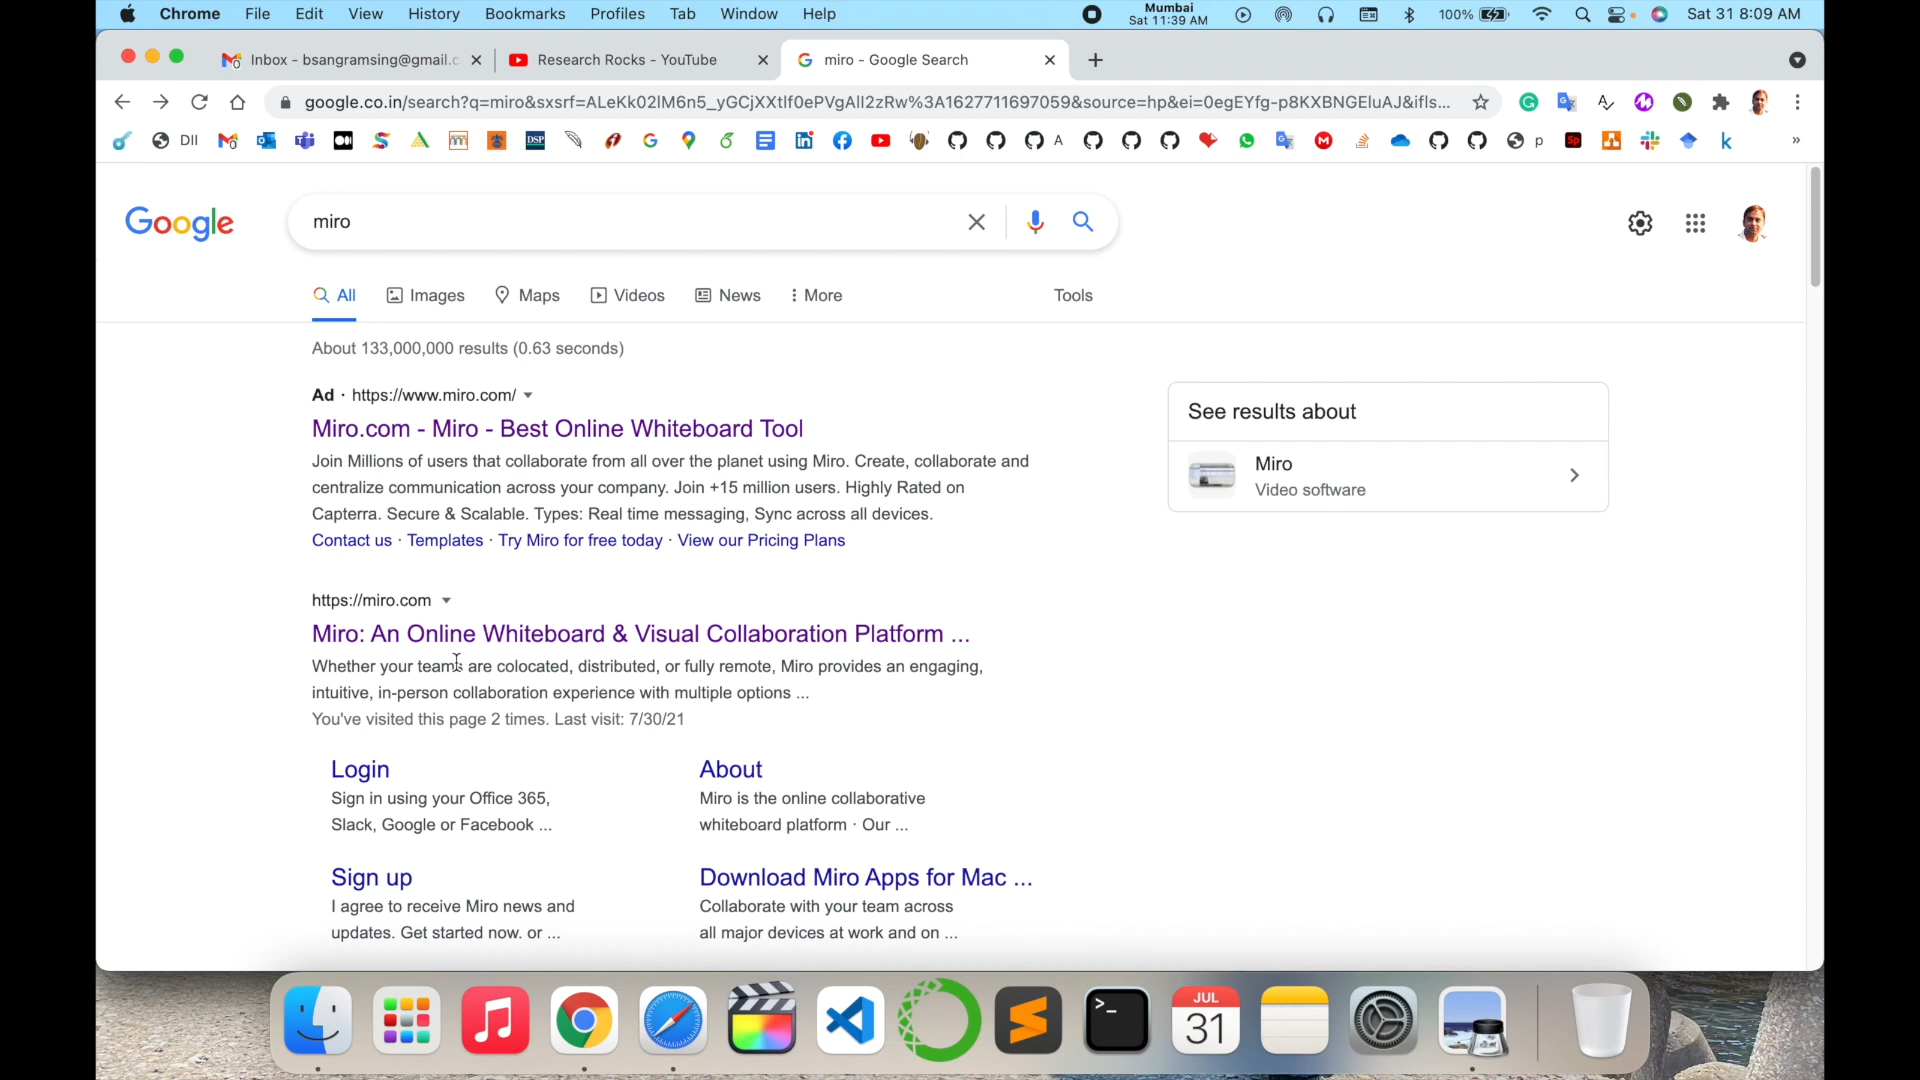 Chrome File Edit View History Bookmarks Profiles Tab Window Help Mumbai 100% Sat 31 8:09 AM
Sat 11:39 AM
Inbox - bsangramsing@gmail.c Research Rocks - YouTube miro - Google Search
google.co.in/search?q=miro&sxsrf=ALeKk02lM6n5_yGCjXXtlf0ePVgAll2zRw%3A1627711697059&source=hp&ei=0egEYfg-p8KXBNGEluAJ&ifls...
DII DSP A p Sp k »
Google miro
All Images Maps Videos News More Tools
About 133,000,000 results (0.63 seconds)
Ad · https://www.miro.com/
Miro.com - Miro - Best Online Whiteboard Tool
Join Millions of users that collaborate from all over the planet using Miro. Create, collaborate and
centralize communication across your company. Join +15 million users. Highly Rated on
Capterra. Secure & Scalable. Types: Real time messaging, Sync across all devices.
Contact us · Templates · Try Miro for free today · View our Pricing Plans
See results about
Miro
Video software
https://miro.com
Miro: An Online Whiteboard & Visual Collaboration Platform ...
Whether your teams are colocated, distributed, or fully remote, Miro provides an engaging,
intuitive, in-person collaboration experience with multiple options ...
You've visited this page 2 times. Last visit: 7/30/21
Login
Sign in using your Office 365,
Slack, Google or Facebook ...
About
Miro is the online collaborative
whiteboard platform · Our ...
Sign up
I agree to receive Miro news and
updates. Get started now. or ...
Download Miro Apps for Mac ...
Collaborate with your team across
all major devices at work and on ...
JUL
31